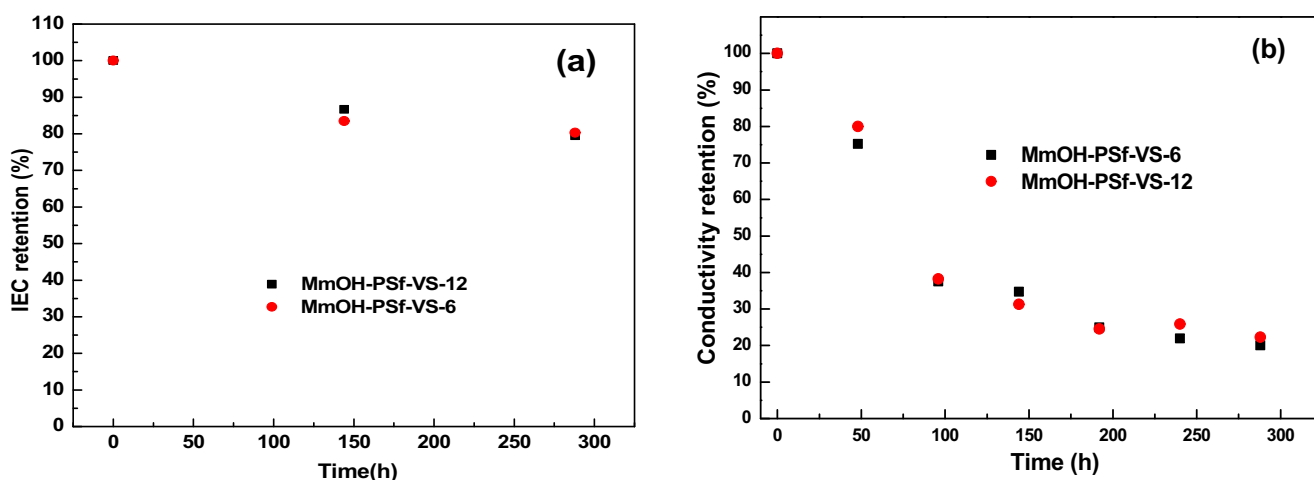 110
100
90
80
70
60
50
40
30
20
10
0
IEC retention (%)
(a)
MmOH-PSf-VS-12
MmOH-PSf-VS-6
0 50 100 150 200 250 300
Time(h)
100
90
80
70
60
50
40
30
20
10
0
Conductivity retention (%)
(b)
MmOH-PSf-VS-6
MmOH-PSf-VS-12
0 50 100 150 200 250 300
Time (h)